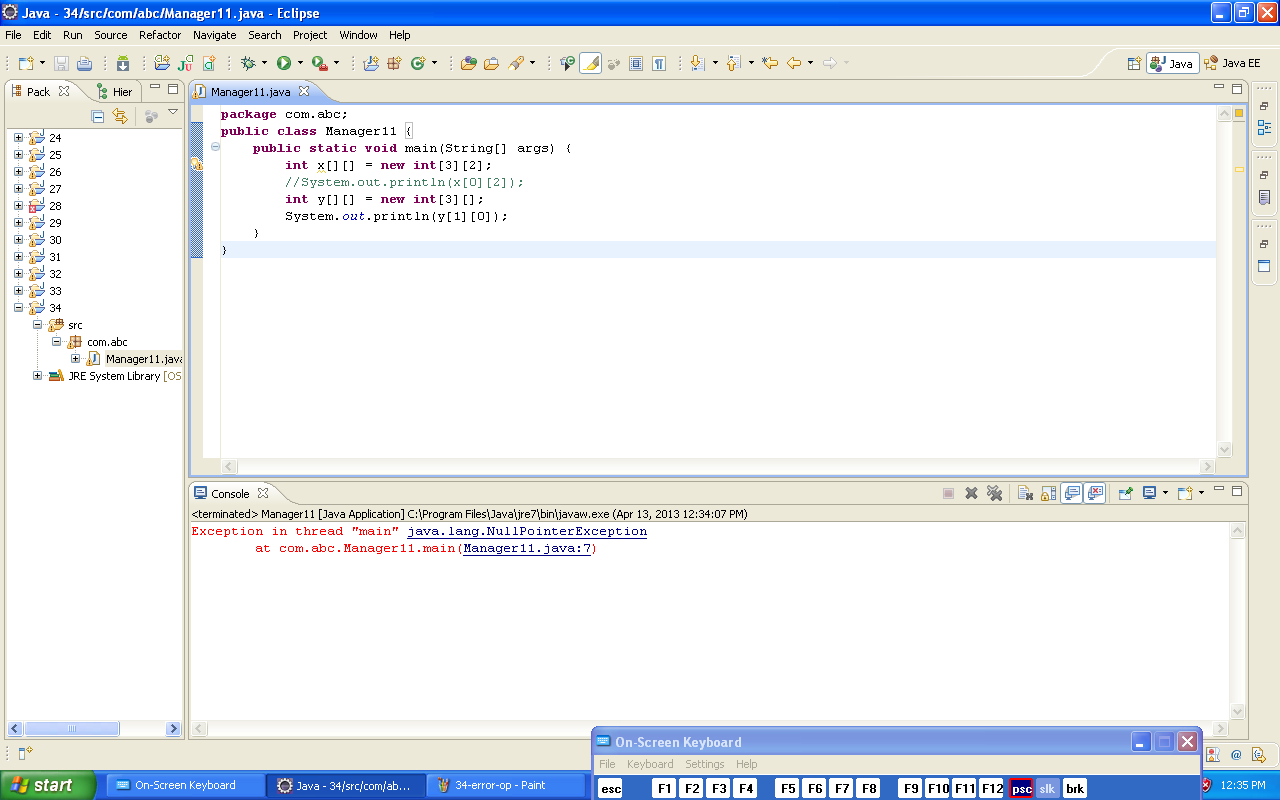 Java - 34/src/com/abc/Manager11.java - Eclipse
File Edit Run Source Refactor Navigate Search Project Window Help
Java Java EE
Pack Hier
Manager11.java
24
25
26
27
28
29
30
31
32
33
34
src
com.abc
Manager11.java
JRE System Library [OS
package com.abc;
public class Manager11 {
public static void main(String[] args) {
int x[][] = new int[3][2];
//System.out.println(x[0][2]);
int y[][] = new int[3][];
System.out.println(y[1][0]);
}
}
Console
<terminated> Manager11 [Java Application] C:\Program Files\Java\jre7\bin\javaw.exe (Apr 13, 2013 12:34:07 PM)
Exception in thread "main" java.lang.NullPointerException
at com.abc.Manager11.main(Manager11.java:7)
On-Screen Keyboard
File Keyboard Settings Help
esc F1 F2 F3 F4 F5 F6 F7 F8 F9 F10 F11 F12 psc slk brk
start On-Screen Keyboard Java - 34/src/com/ab... 34-error-op - Paint 12:35 PM